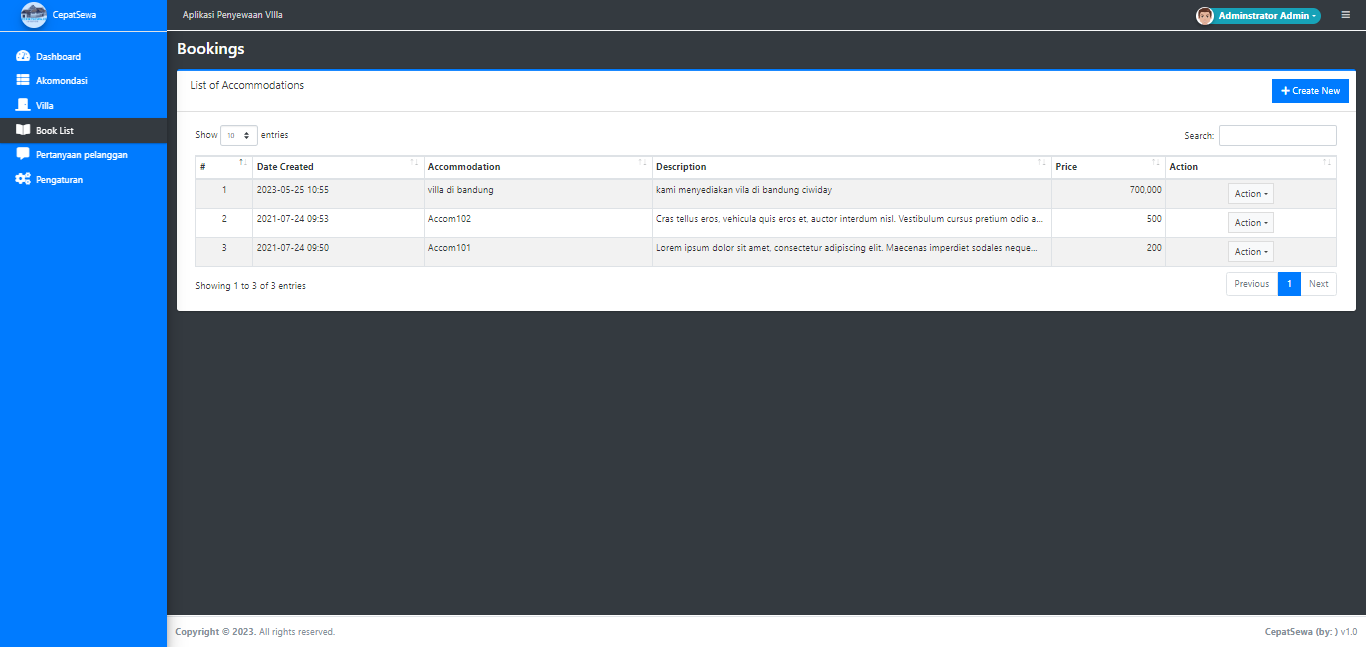 CepatSewa
Aplikasi Penyewaan VIlla
Adminstrator Admin
Dashboard
Akomondasi
Villa
Book List
Pertanyaan pelanggan
Pengaturan
Bookings
List of Accommodations
Create New
Show 10 entries
Search:
# Date Created Accommodation Description Price Action
1 2023-05-25 10:55 villa di bandung kami menyediakan vila di bandung ciwiday 700,000 Action
2 2021-07-24 09:53 Accom102 Cras tellus eros, vehicula quis eros et, auctor interdum nisl. Vestibulum cursus pretium odio a... 500 Action
3 2021-07-24 09:50 Accom101 Lorem ipsum dolor sit amet, consectetur adipiscing elit. Maecenas imperdiet sodales neque... 200 Action
Showing 1 to 3 of 3 entries
Previous 1 Next
Copyright © 2023. All rights reserved.
CepatSewa (by: ) v1.0